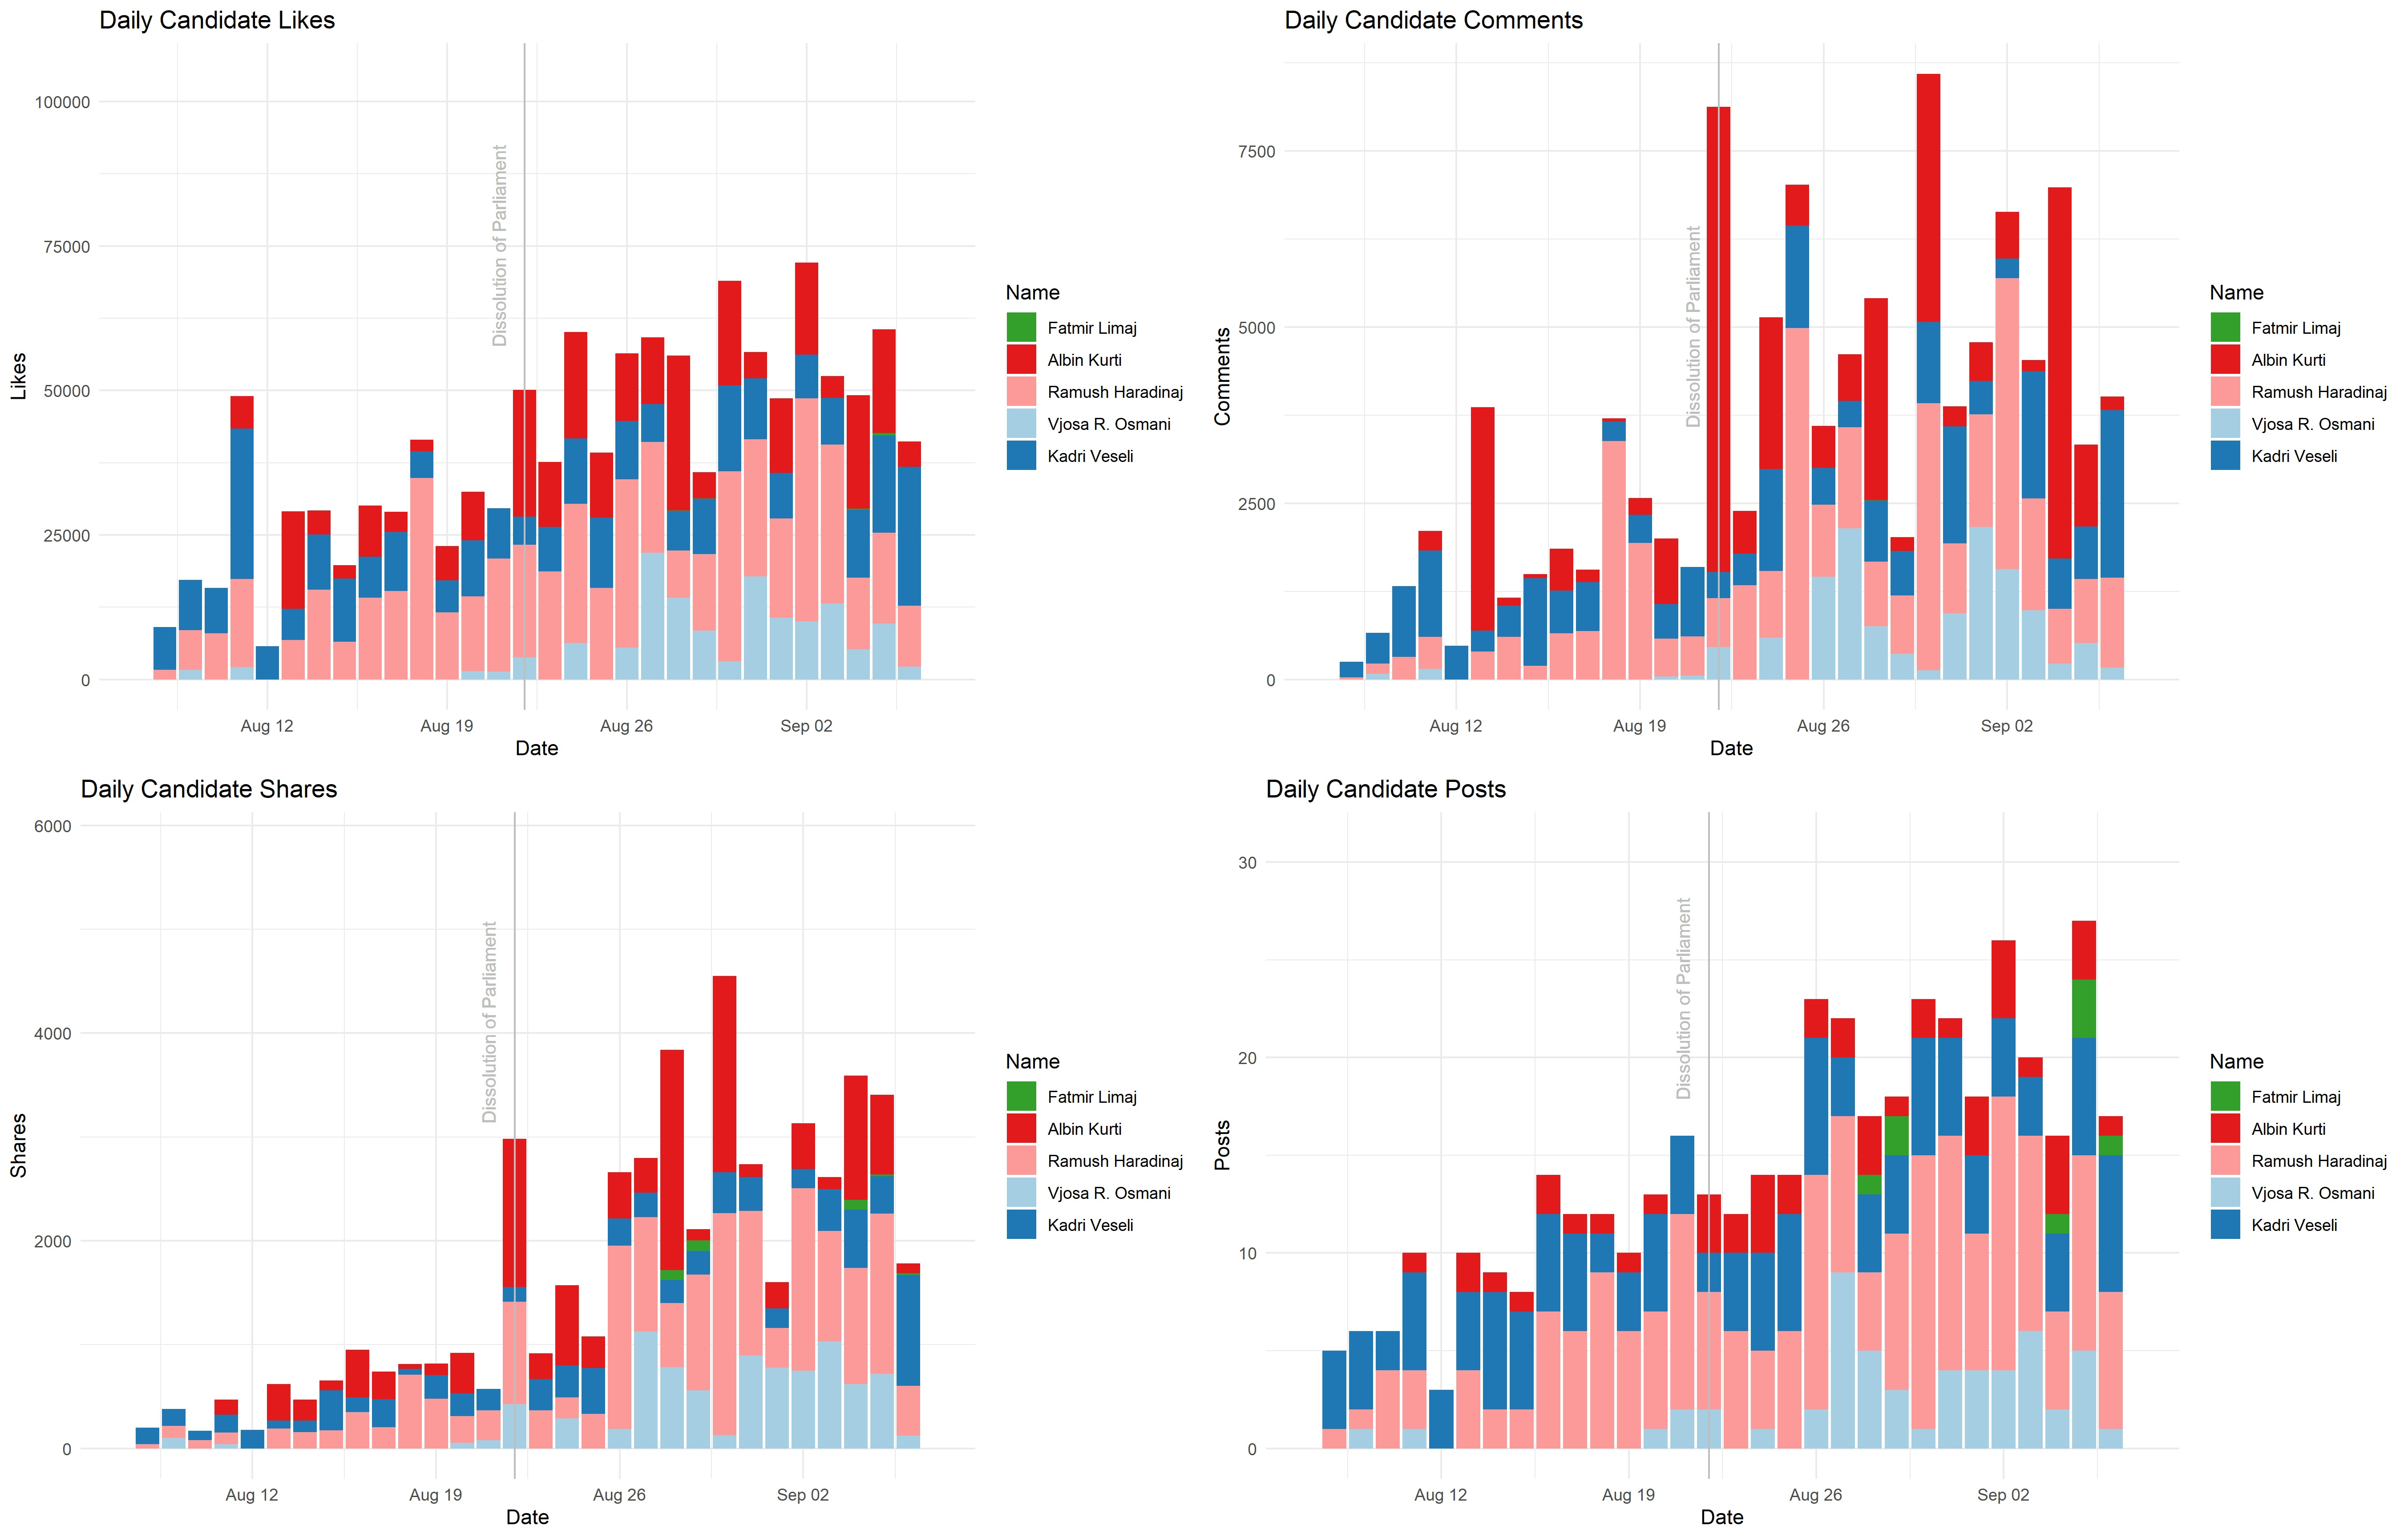 Daily Candidate Likes
100000
75000
50000
25000
0
Likes
Dissolution of Parliament
Aug 12
Aug 19
Aug 26
Sep 02
Date
Name
Fatmir Limaj
Albin Kurti
Ramush Haradinaj
Vjosa R. Osmani
Kadri Veseli
Daily Candidate Comments
7500
5000
2500
0
Comments
Dissolution of Parliament
Aug 12
Aug 19
Aug 26
Sep 02
Date
Name
Fatmir Limaj
Albin Kurti
Ramush Haradinaj
Vjosa R. Osmani
Kadri Veseli
Daily Candidate Shares
6000
4000
2000
0
Shares
Dissolution of Parliament
Aug 12
Aug 19
Aug 26
Sep 02
Date
Name
Fatmir Limaj
Albin Kurti
Ramush Haradinaj
Vjosa R. Osmani
Kadri Veseli
Daily Candidate Posts
30
20
10
0
Posts
Dissolution of Parliament
Aug 12
Aug 19
Aug 26
Sep 02
Date
Name
Fatmir Limaj
Albin Kurti
Ramush Haradinaj
Vjosa R. Osmani
Kadri Veseli